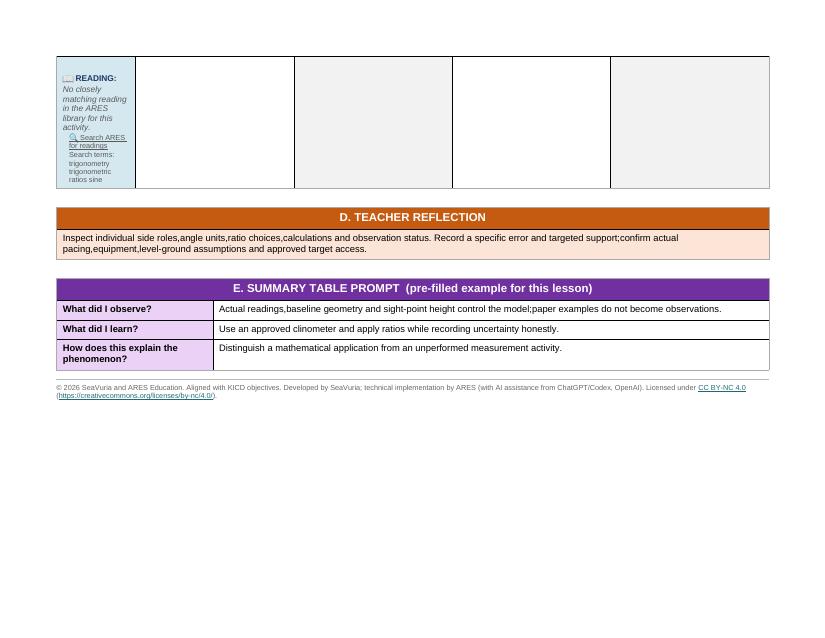 📖 READING:
No closely
matching reading
in the ARES
library for this
activity.
🔍 Search ARES
for readings
Search terms:
trigonometry
trigonometric
ratios sine
D. TEACHER REFLECTION
Inspect individual side roles,angle units,ratio choices,calculations and observation status. Record a specific error and targeted support;confirm actual
pacing,equipment,level-ground assumptions and approved target access.
E. SUMMARY TABLE PROMPT (pre-filled example for this lesson)
What did I observe?
Actual readings,baseline geometry and sight-point height control the model;paper examples do not become observations.
What did I learn?
Use an approved clinometer and apply ratios while recording uncertainty honestly.
How does this explain the
phenomenon?
Distinguish a mathematical application from an unperformed measurement activity.
© 2026 SeaVuria and ARES Education. Aligned with KICD objectives. Developed by SeaVuria; technical implementation by ARES (with AI assistance from ChatGPT/Codex, OpenAI). Licensed under CC BY-NC 4.0
(https://creativecommons.org/licenses/by-nc/4.0/).